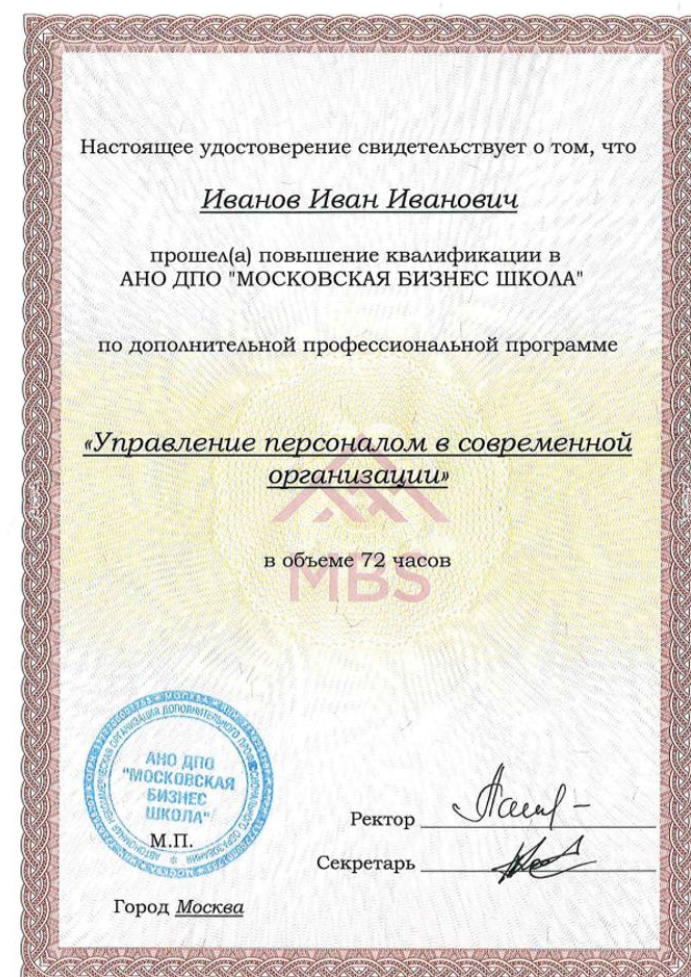 Настоящее удостоверение свидетельствует о том, что
Иванов Иван Иванович
прошел(а) повышение квалификации в
АНО ДПО "МОСКОВСКАЯ БИЗНЕС ШКОЛА"
по дополнительной профессиональной программе
«Управление персоналом в современной
организации»
в объеме 72 часов
MBS
АНО ДПО
"МОСКОВСКАЯ
БИЗНЕС
ШКОЛА"
М.П.
Ректор
Секретарь
Город Москва